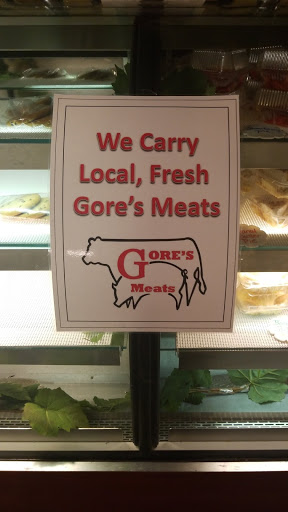 We Carry
Local, Fresh
Gore's Meats
GORE'S
Meats